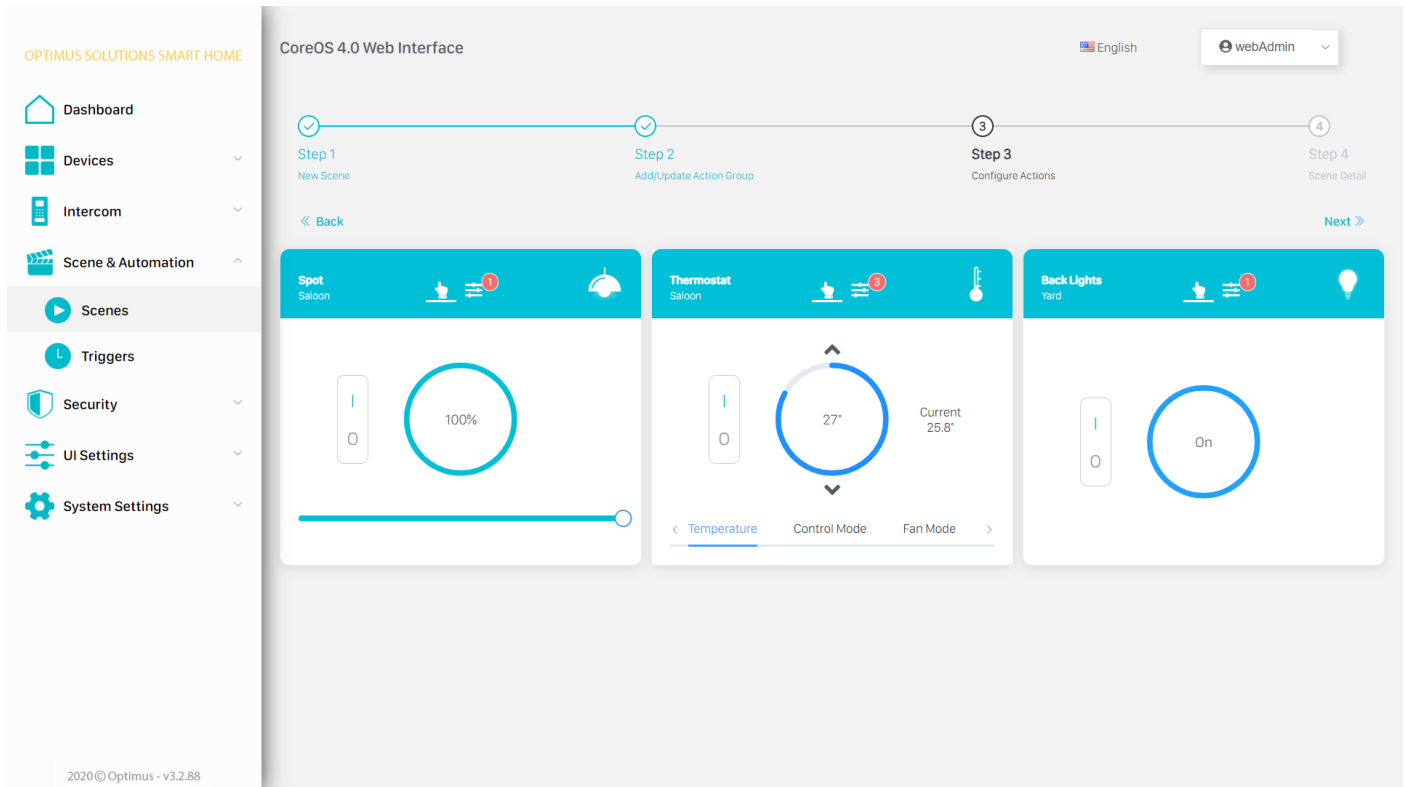 OPTIMUS SOLUTIONS SMART HOME
Dashboard
Devices
Intercom
Scene & Automation
Scenes
Triggers
Security
UI Settings
System Settings
2020 © Optimus - v3.2.88
CoreOS 4.0 Web Interface
English
webAdmin
3
4
Step 1
Step 2
Step 3
Step 4
New Scene
Add/Update Action Group
Configure Actions
Scene Detail
Back
Next
Spot
Saloon
1
I
O
100%
Thermostat
Saloon
3
I
O
27°
Current
25.8°
Temperature
Control Mode
Fan Mode
Back Lights
Yard
1
I
O
On